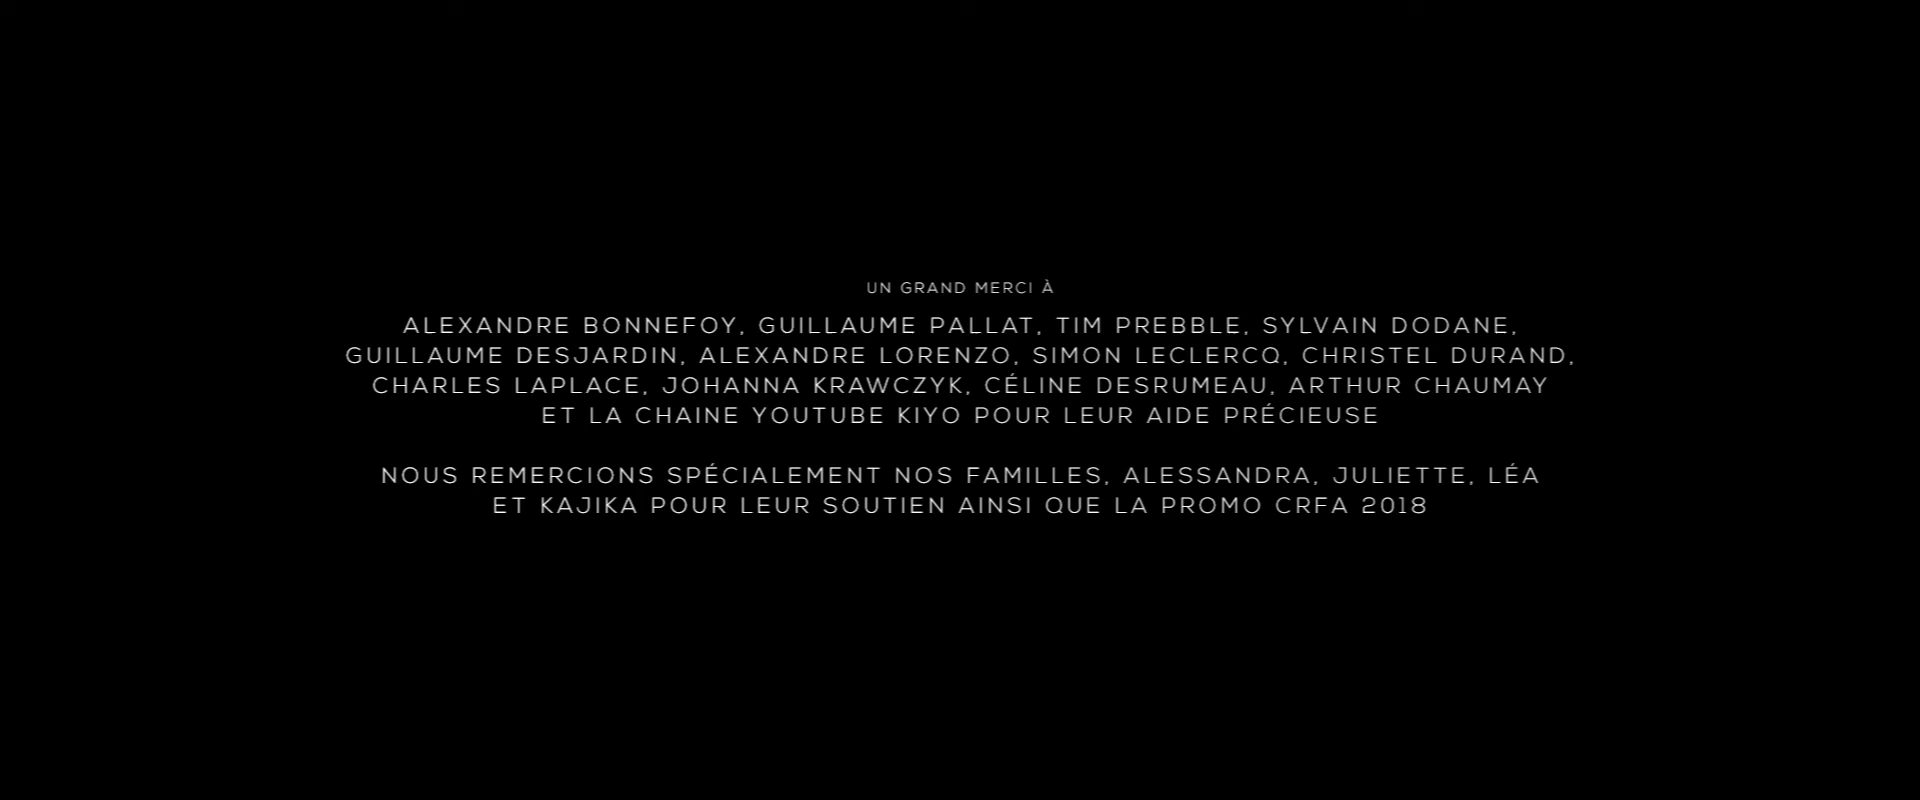 UN GRAND MERCI À
ALEXANDRE BONNEFOY, GUILLAUME PALLAT, TIM PREBBLE, SYLVAIN DODANE,
GUILLAUME DESJARDIN, ALEXANDRE LORENZO, SIMON LECLERCQ, CHRISTEL DURAND,
CHARLES LAPLACE, JOHANNA KRAWCZYK, CÉLINE DESRUMEAU, ARTHUR CHAUMAY
ET LA CHAINE YOUTUBE KIYO POUR LEUR AIDE PRÉCIEUSE
NOUS REMERCIONS SPÉCIALEMENT NOS FAMILLES, ALESSANDRA, JULIETTE, LÉA
ET KAJIKA POUR LEUR SOUTIEN AINSI QUE LA PROMO CRFA 2018